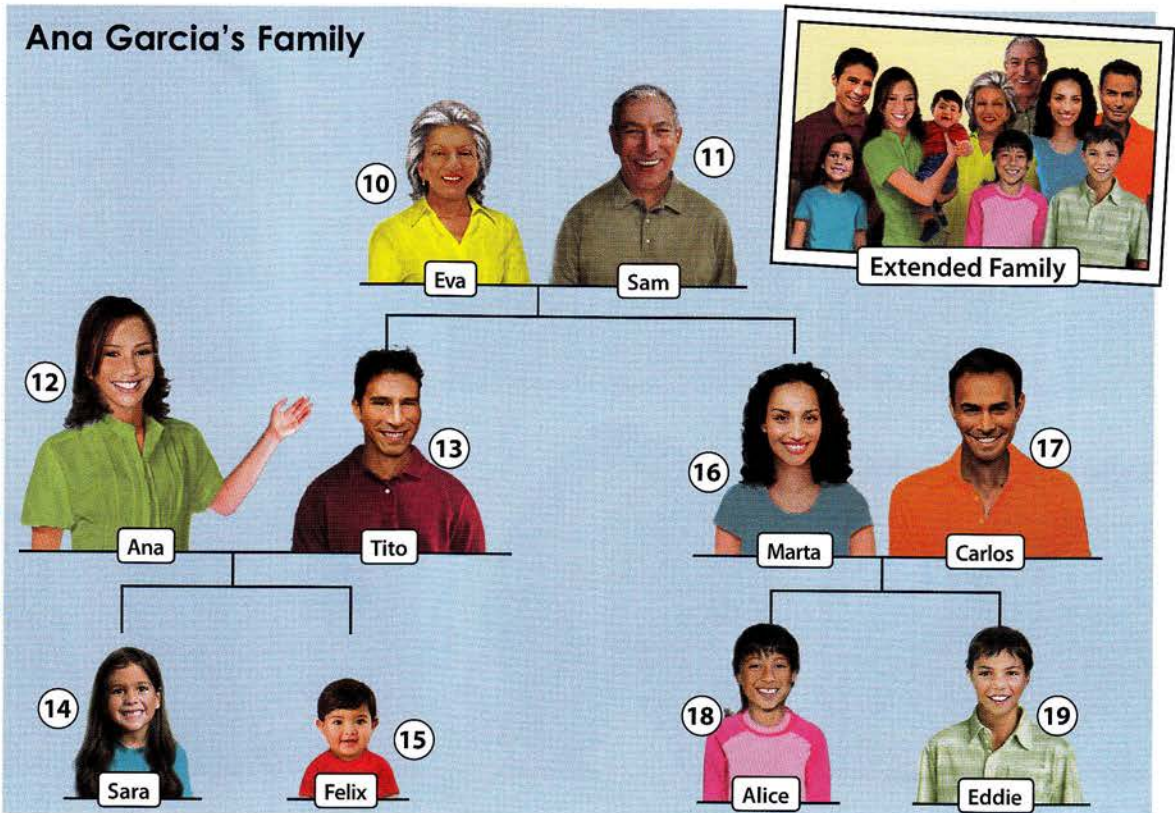 Ana Garcia's Family
Extended Family
10
11
Eva
Sam
12
13
16
17
Ana
Tito
Marta
Carlos
14
15
18
19
Sara
Felix
Alice
Eddie